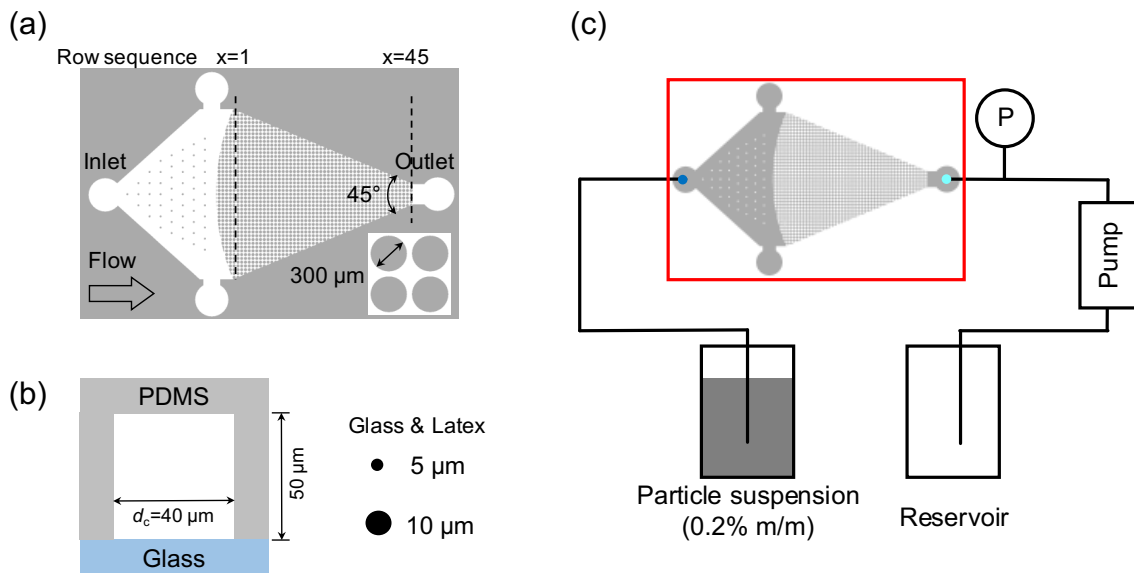 (a)
Row sequence x=1 x=45
Inlet
Outlet
45°
Flow
300 µm
(b)
PDMS
50 µm
dc=40 µm
Glass
Glass & Latex
5 µm
10 µm
(c)
P
Pump
Particle suspension
(0.2% m/m)
Reservoir